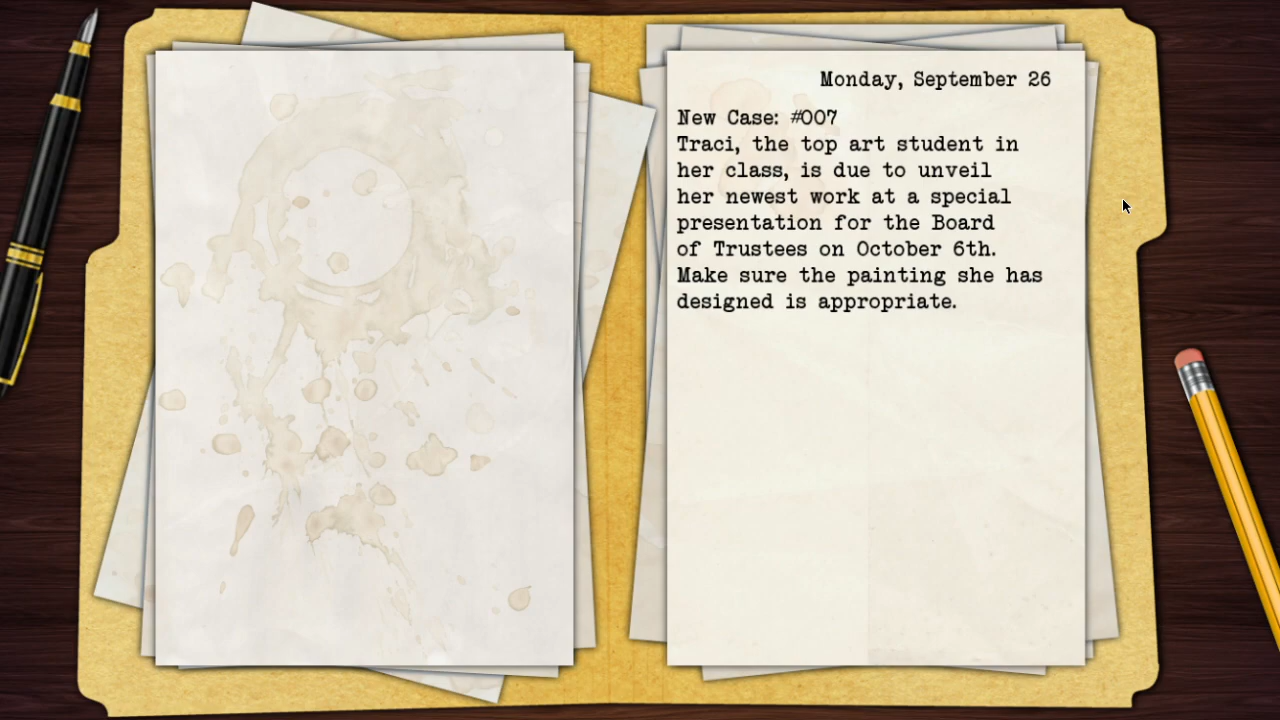 Monday, September 26
New Case: #007
Traci, the top art student in
her class, is due to unveil
her newest work at a special
presentation for the Board
of Trustees on October 6th.
Make sure the painting she has
designed is appropriate.